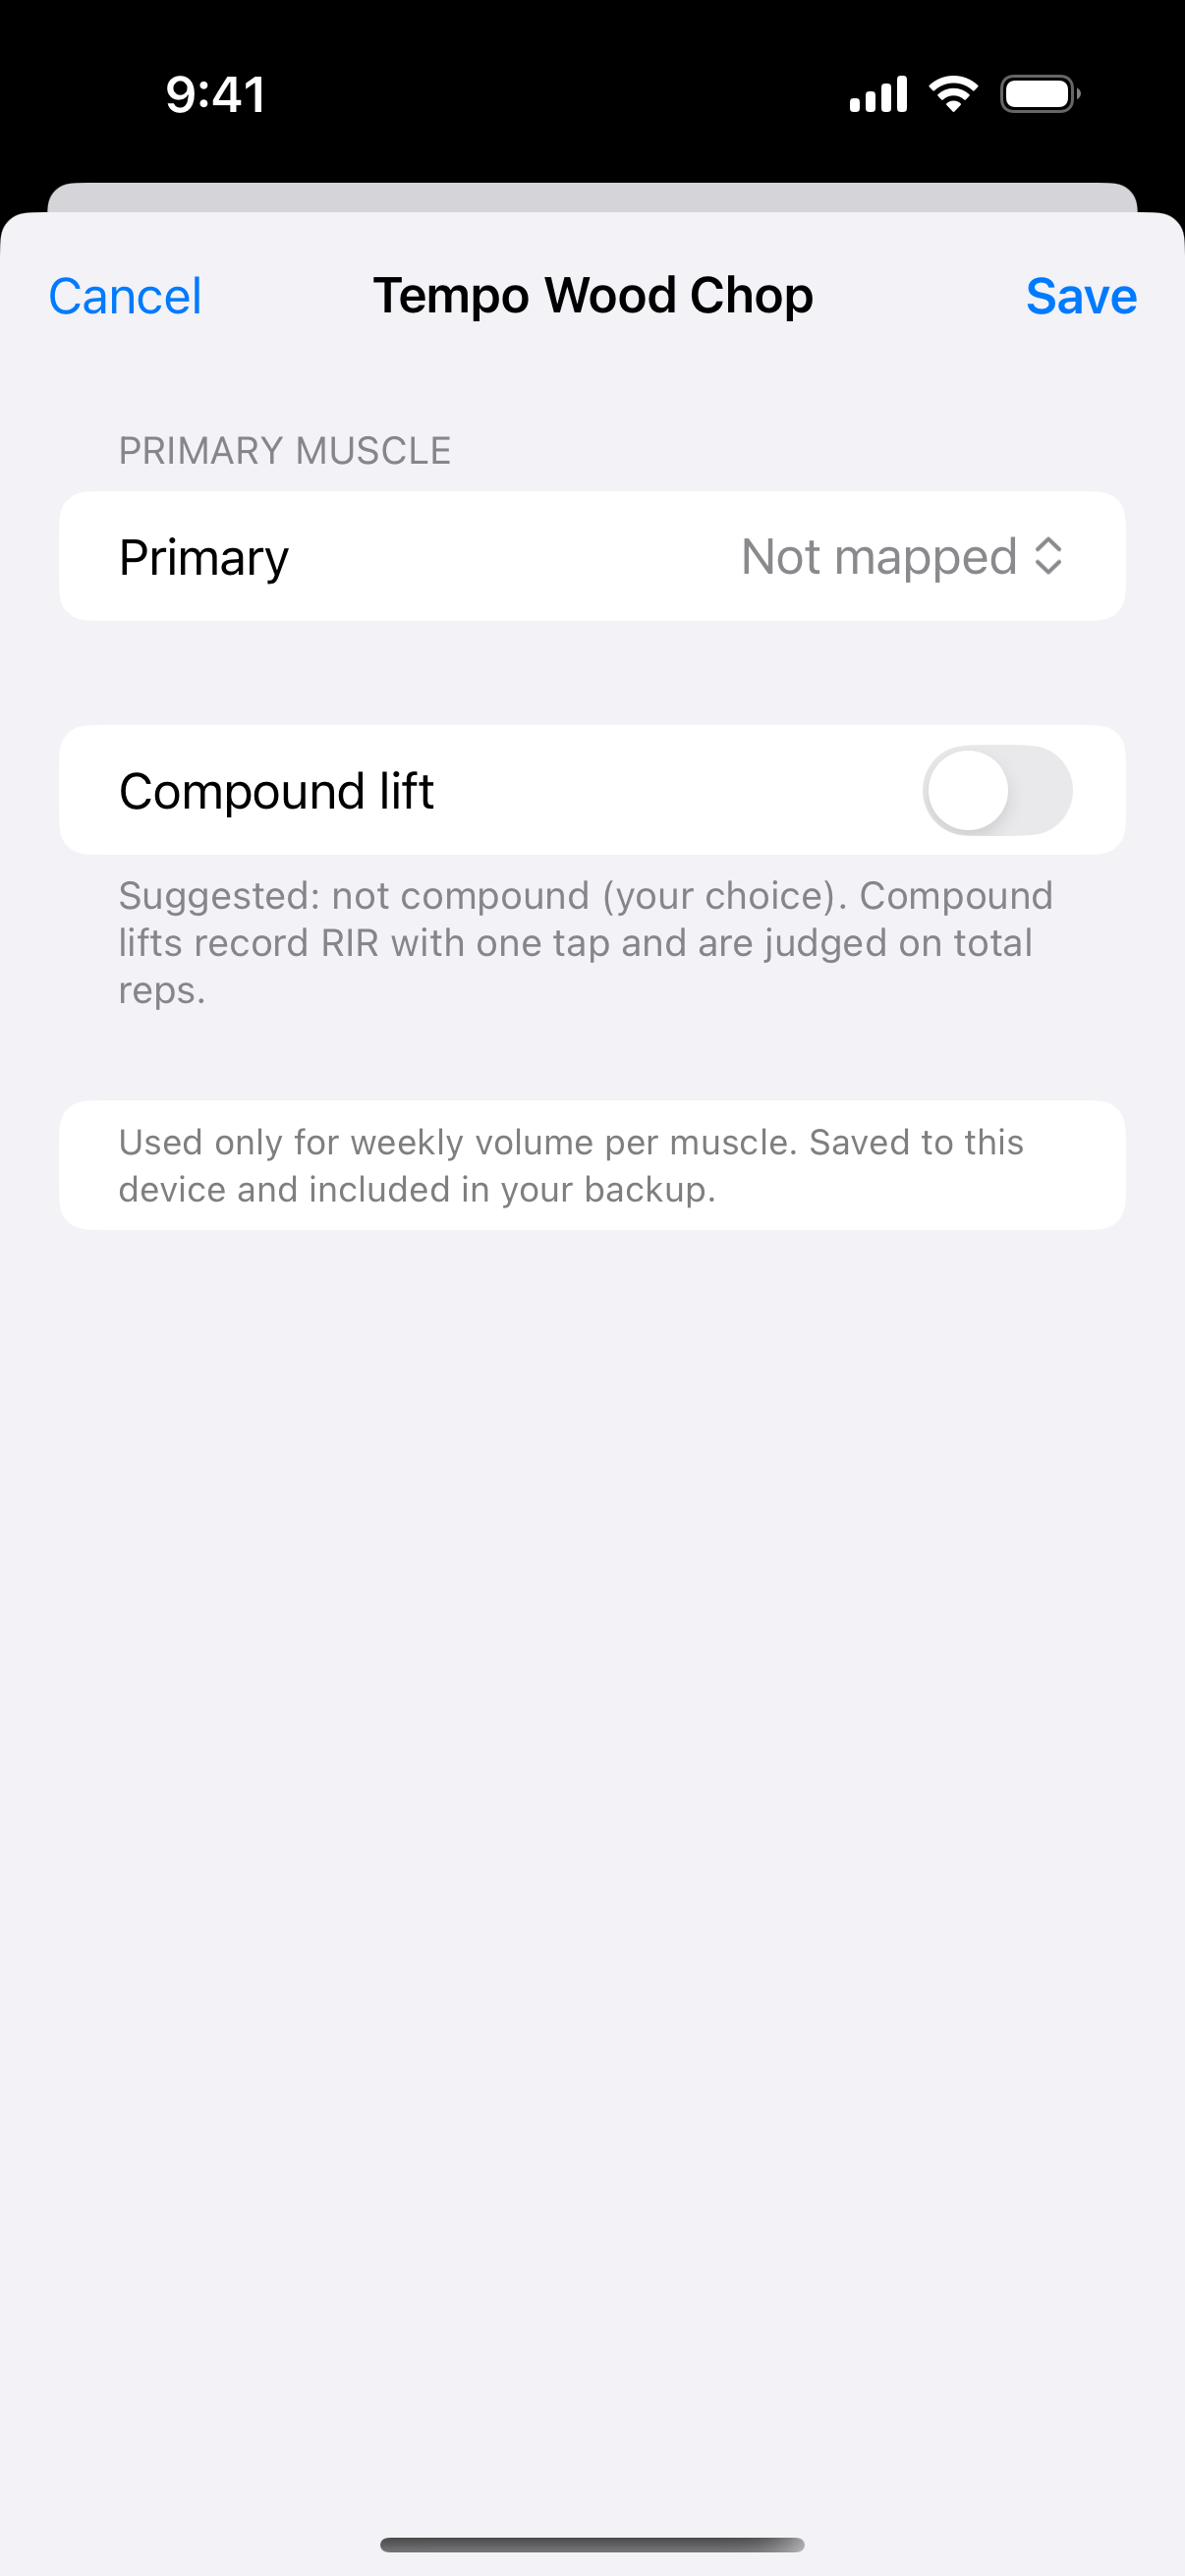 9:41
Cancel
Tempo Wood Chop
Save
PRIMARY MUSCLE
Primary
Not mapped
Compound lift
Suggested: not compound (your choice). Compound
lifts record RIR with one tap and are judged on total
reps.
Used only for weekly volume per muscle. Saved to this
device and included in your backup.